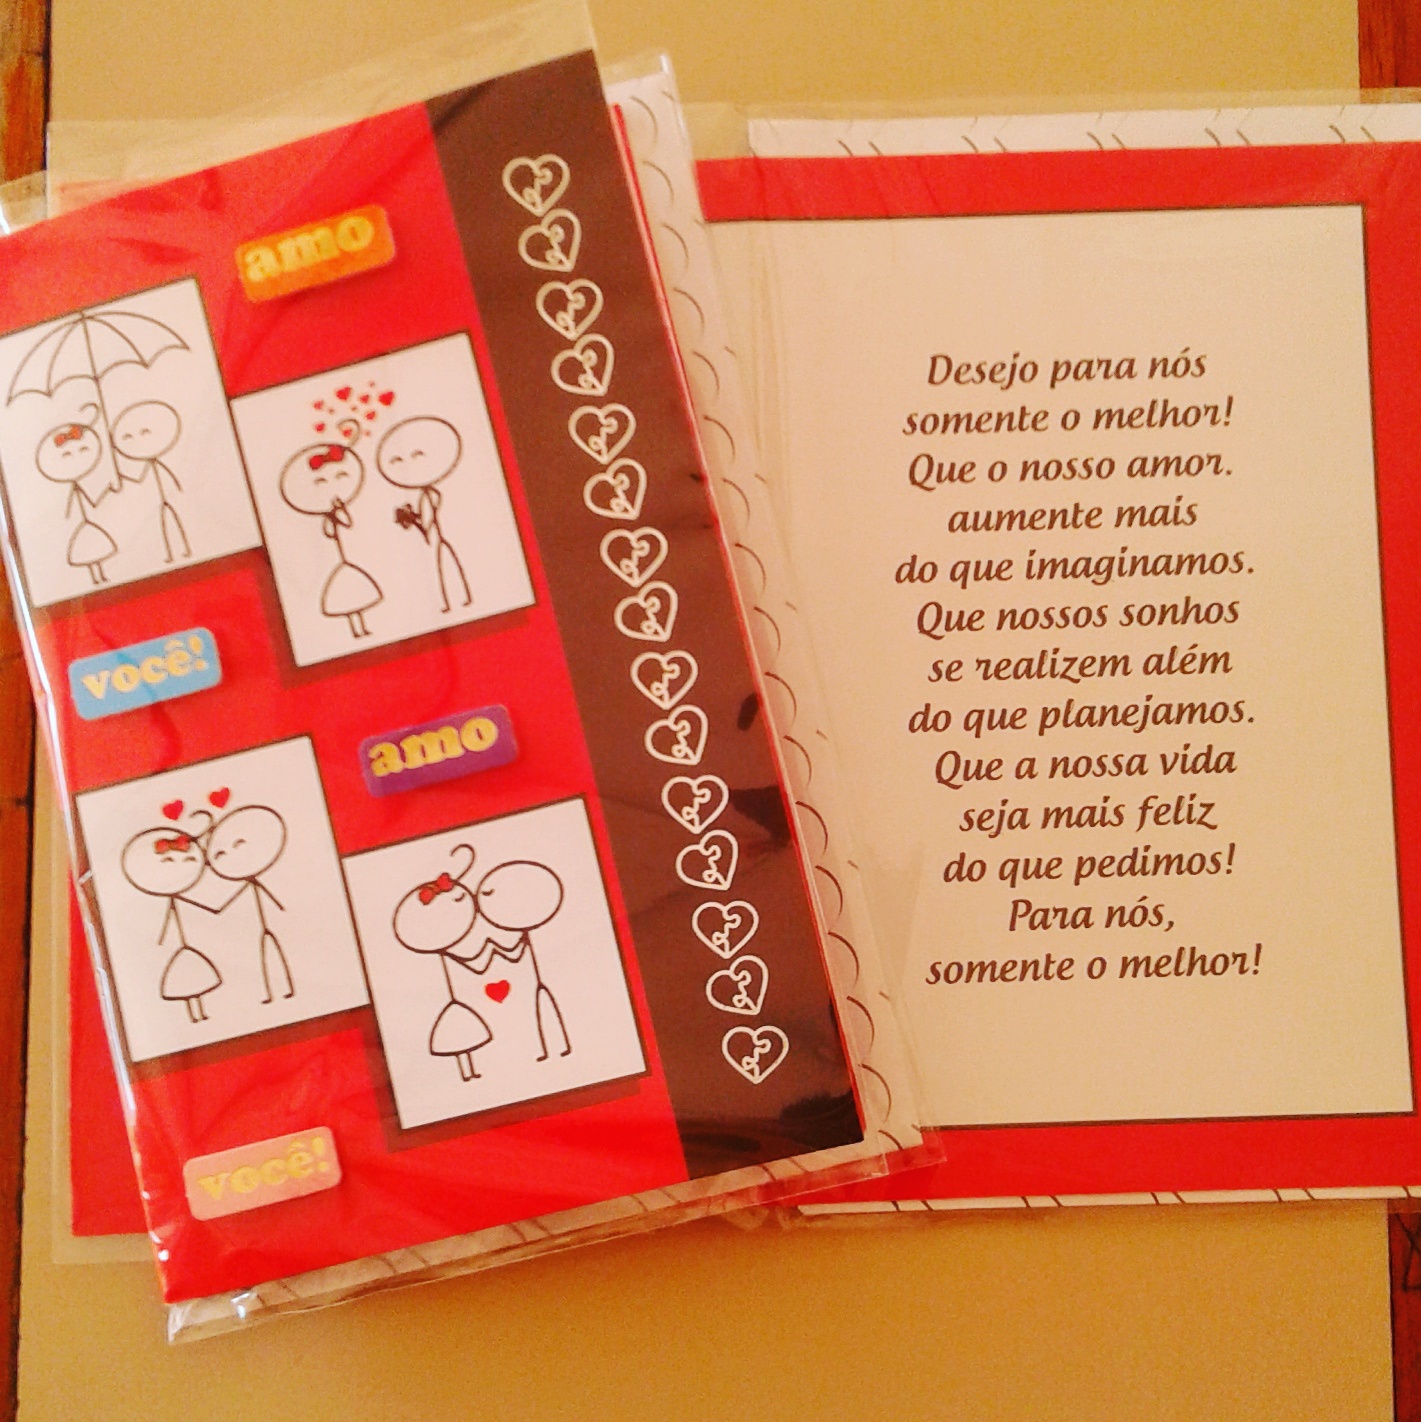 amo
você!
amo
você!
Desejo para nós
somente o melhor!
Que o nosso amor.
aumente mais
do que imaginamos.
Que nossos sonhos
se realizem além
do que planejamos.
Que a nossa vida
seja mais feliz
do que pedimos!
Para nós,
somente o melhor!